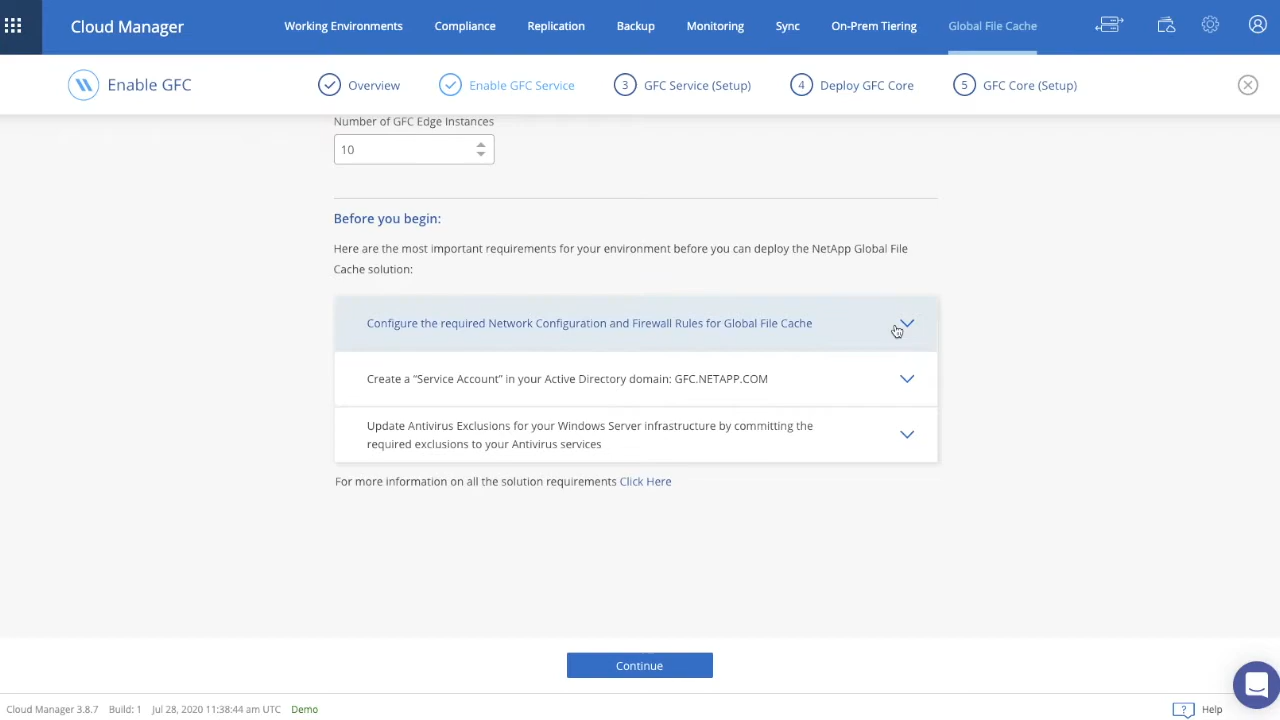 Cloud Manager
Working Environments
Compliance
Replication
Backup
Monitoring
Sync
On-Prem Tiering
Global File Cache
Enable GFC
Overview
Enable GFC Service
3 GFC Service (Setup)
4 Deploy GFC Core
5 GFC Core (Setup)
Number of GFC Edge Instances
10
Before you begin:
Here are the most important requirements for your environment before you can deploy the NetApp Global File
Cache solution:
Configure the required Network Configuration and Firewall Rules for Global File Cache
Create a “Service Account” in your Active Directory domain: GFC.NETAPP.COM
Update Antivirus Exclusions for your Windows Server infrastructure by committing the
required exclusions to your Antivirus services
For more information on all the solution requirements Click Here
Continue
Cloud Manager 3.8.7 Build: 1 Jul 28, 2020 11:38:44 am UTC Demo
? Help